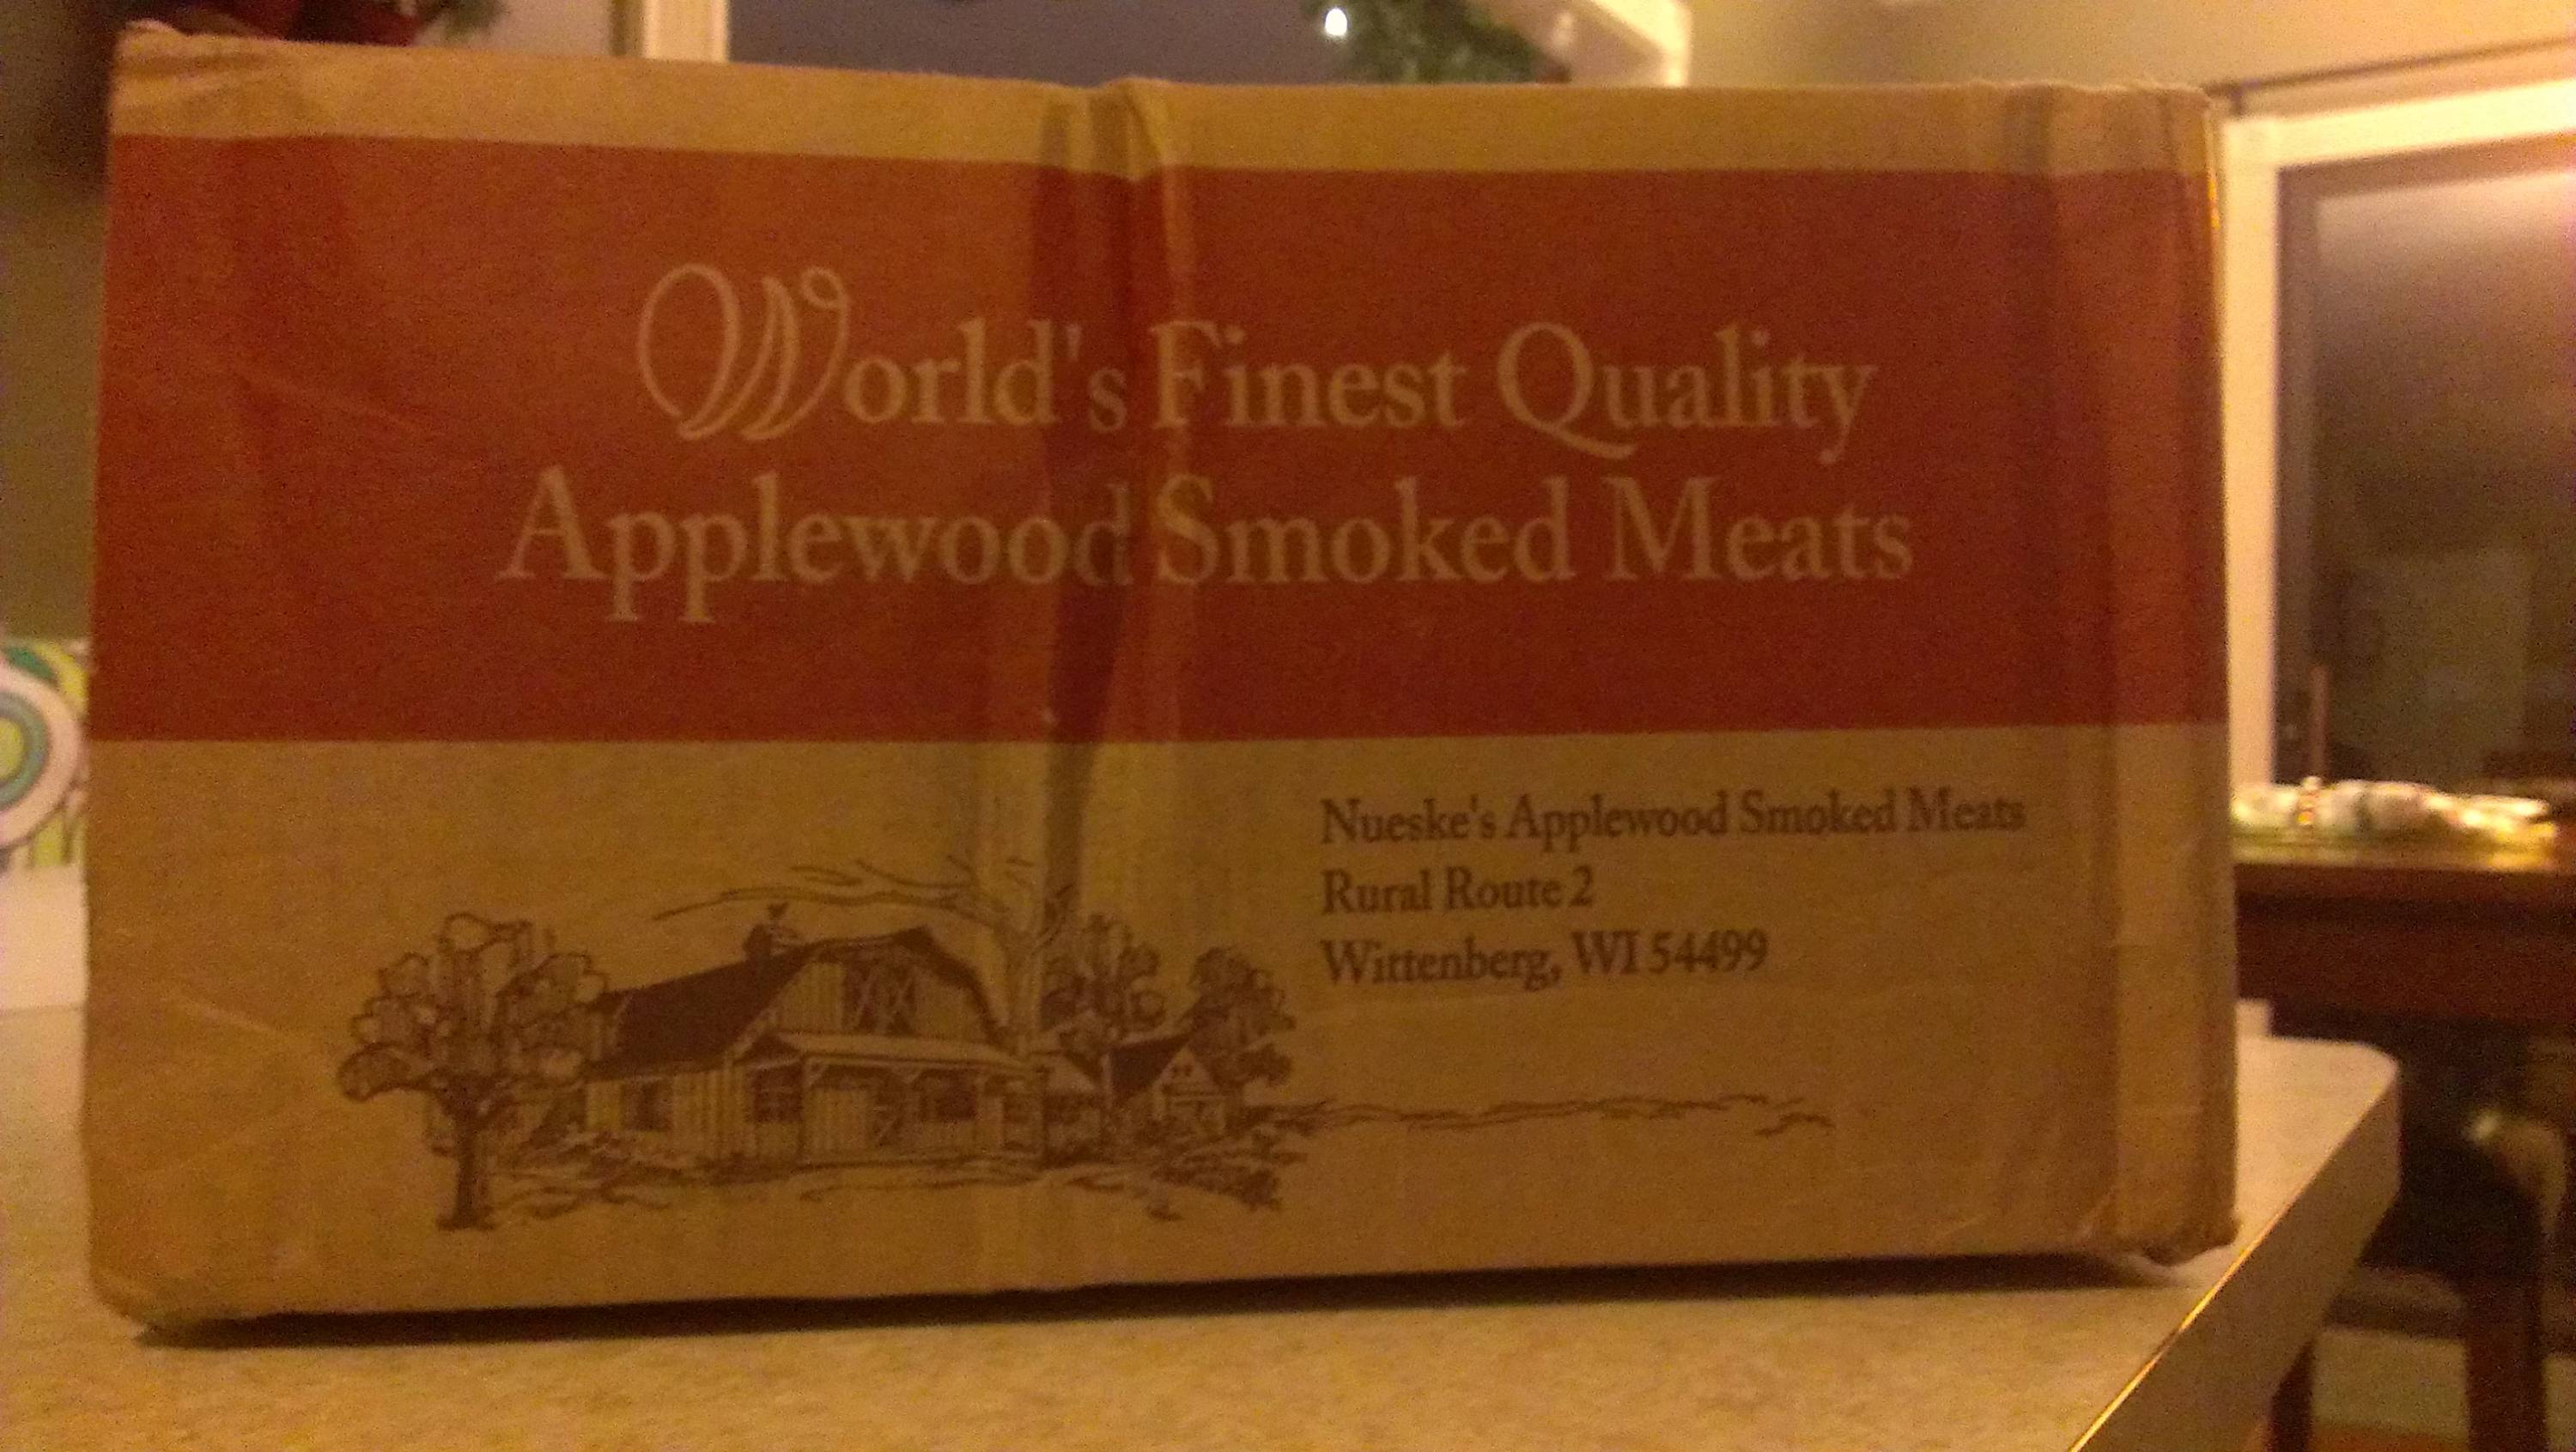 World's Finest Quality
Applewood Smoked Meats
Nueske's Applewood Smoked Meats
Rural Route 2
Wittenberg, WI 54499